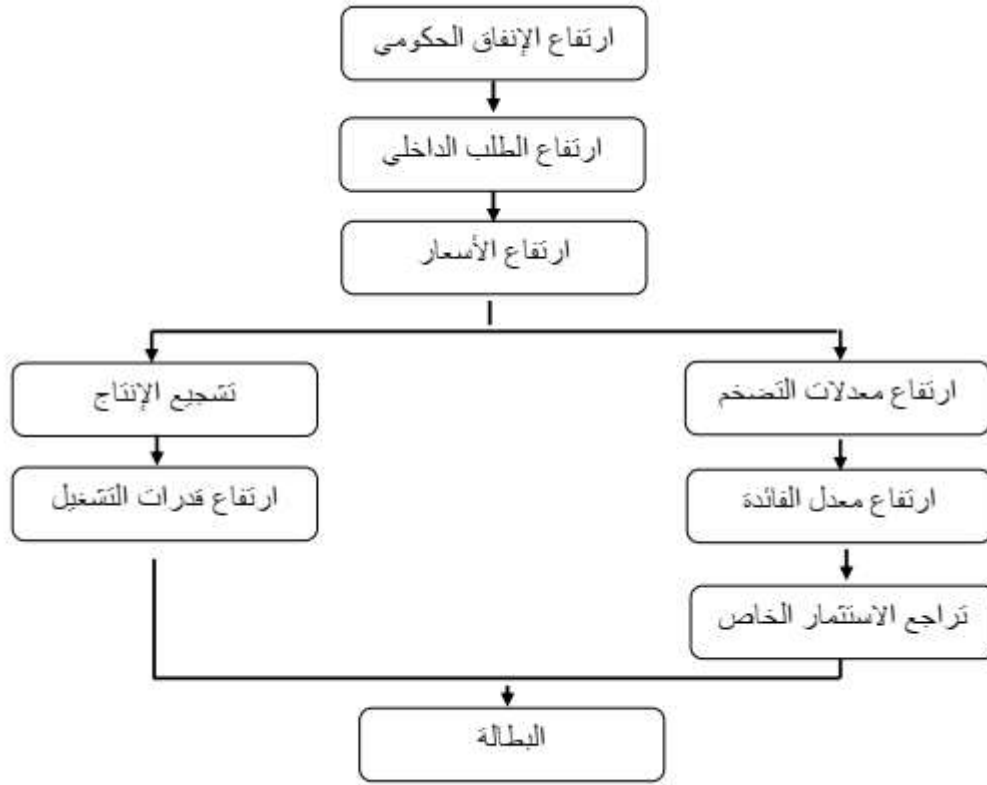 ارتفاع الإنفاق الحكومي
ارتفاع الطلب الداخلي
ارتفاع الأسعار
ارتفاع معدلات التضخم
تشجيع الإنتاج
ارتفاع معدل الفائدة
ارتفاع قدرات التشغيل
تراجع الاستثمار الخاص
البطالة